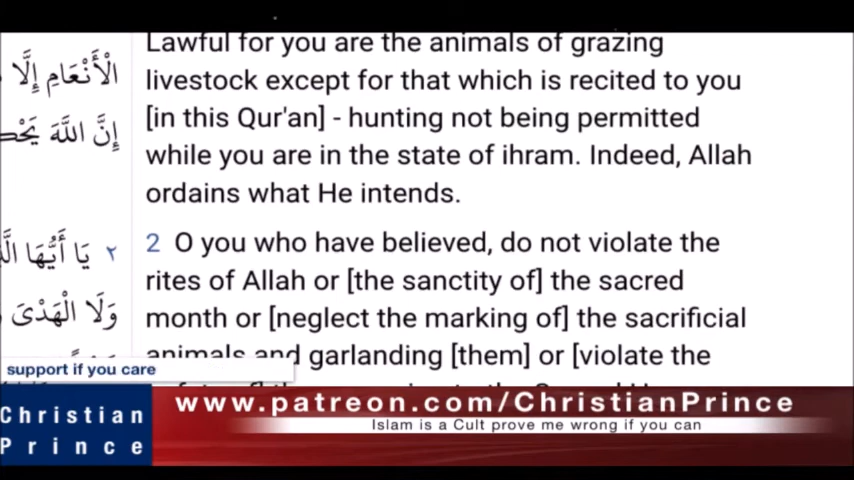 Lawful for you are the animals of grazing
livestock except for that which is recited to you
[in this Qur'an] - hunting not being permitted
while you are in the state of ihram. Indeed, Allah
ordains what He intends.
2 O you who have believed, do not violate the
rites of Allah or [the sanctity of] the sacred
month or [neglect the marking of] the sacrificial
animals and garlanding [them] or [violate the
الْأَنْعَامِ إِلَّا
إِنَّ اللَّهَ
٢ يَا أَيُّهَا
وَلَا الْهَدْيَ
support if you care
Christian
Prince
www.patreon.com/ChristianPrince
Islam is a Cult prove me wrong if you can